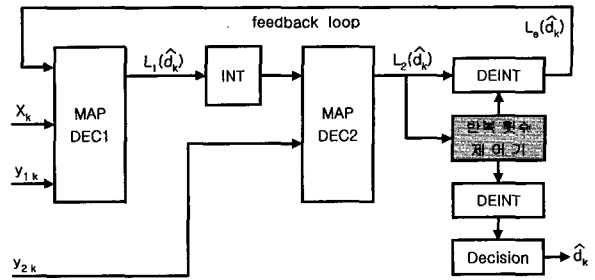 feedback loop
Lₑ(d̂ₖ)
L₁(d̂ₖ)
L₂(d̂ₖ)
INT
DEINT
MAP
DEC1
MAP
DEC2
Xₖ
반복 횟수
제어기
y₁ₖ
DEINT
Decision
d̂ₖ
y₂ₖ